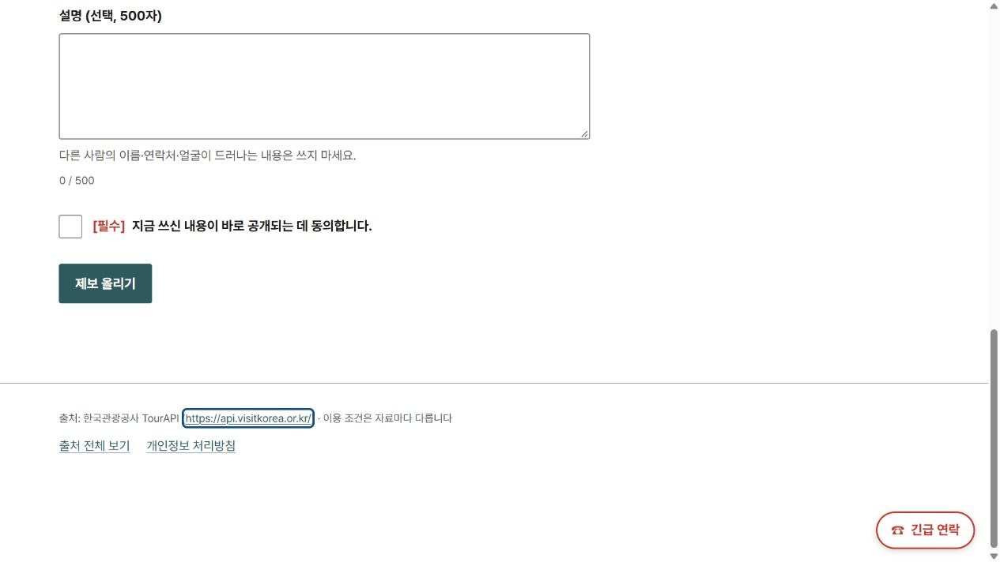 설명 (선택, 500자)
다른 사람의 이름·연락처·얼굴이 드러나는 내용은 쓰지 마세요.
0 / 500
[필수] 지금 쓰신 내용이 바로 공개되는 데 동의합니다.
제보 올리기
출처: 한국관광공사 TourAPI (https://api.visitkorea.or.kr/) · 이용 조건은 자료마다 다릅니다
출처 전체 보기 개인정보 처리방침
☎ 긴급 연락